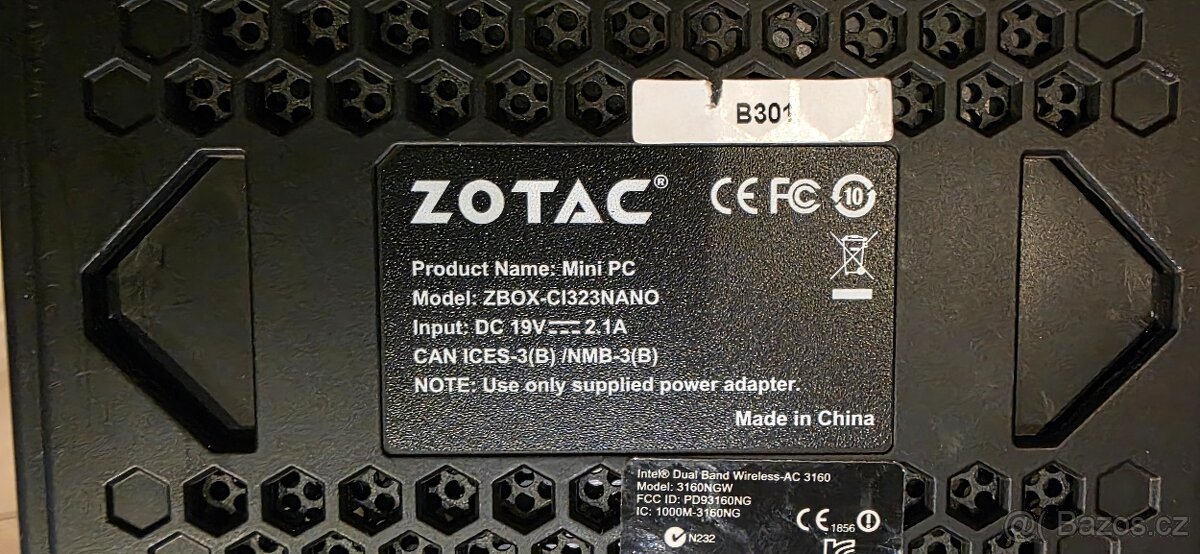 B301
ZOTAC®
CE FC 10
Product Name: Mini PC
Model: ZBOX-CI323NANO
Input: DC 19V⎓2.1A
CAN ICES-3(B) /NMB-3(B)
NOTE: Use only supplied power adapter.
Made in China
Intel® Dual Band Wireless-AC 3160
Model: 3160NGW
FCC ID: PD93160NG
IC: 1000M-3160NG
N232
CE 1856
@ Bazos.cz